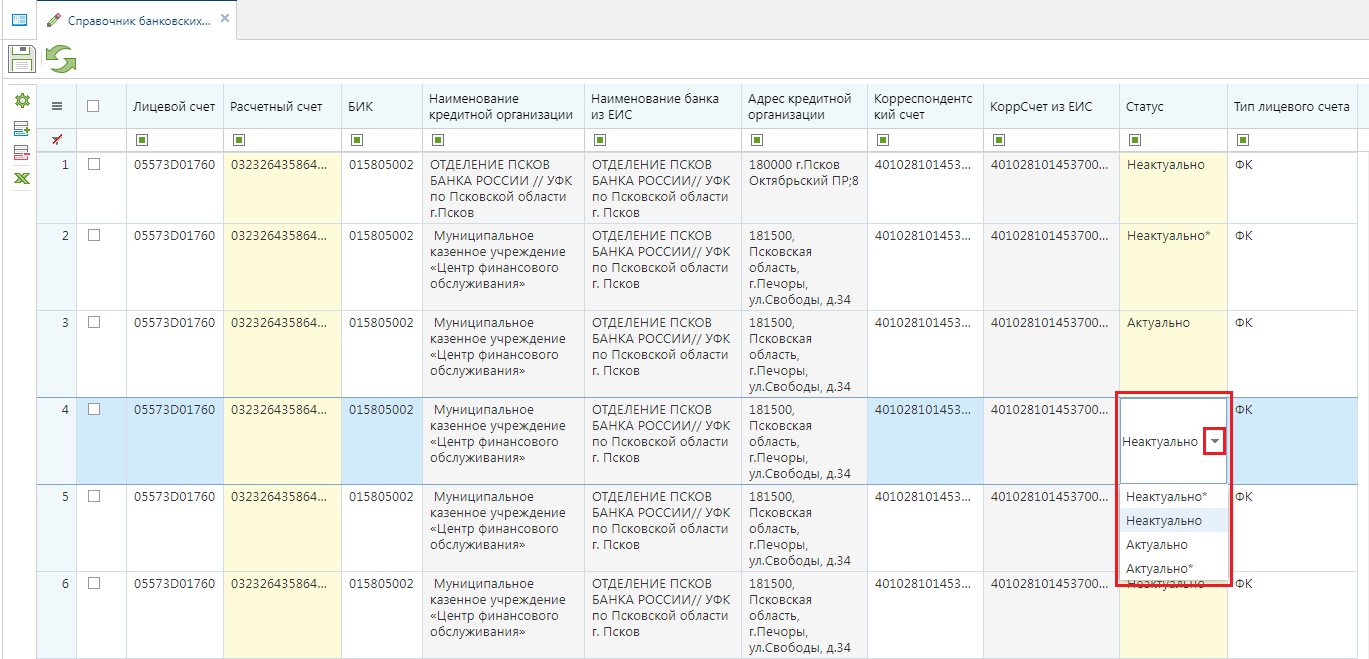 Справочник банковских...
Лицевой счет
Расчетный счет
БИК
Наименование
кредитной организации
Наименование банка
из ЕИС
Адрес кредитной
организации
Корреспондентс
кий счет
КоррСчет из ЕИС
Статус
Тип лицевого счета
1
05573D01760
032326435864...
015805002
ОТДЕЛЕНИЕ ПСКОВ
БАНКА РОССИИ // УФК
по Псковской области
г.Псков
ОТДЕЛЕНИЕ ПСКОВ
БАНКА РОССИИ// УФК
по Псковской области
г. Псков
180000 г.Псков
Октябрьский ПР;8
401028101453...
401028101453700...
Неактуально
ФК
2
05573D01760
032326435864...
015805002
Муниципальное
казенное учреждение
«Центр финансового
обслуживания»
ОТДЕЛЕНИЕ ПСКОВ
БАНКА РОССИИ// УФК
по Псковской области
г. Псков
181500,
Псковская
область,
г.Печоры,
ул.Свободы, д.34
401028101453...
401028101453700...
Неактуально*
ФК
3
05573D01760
032326435864...
015805002
Муниципальное
казенное учреждение
«Центр финансового
обслуживания»
ОТДЕЛЕНИЕ ПСКОВ
БАНКА РОССИИ// УФК
по Псковской области
г. Псков
181500,
Псковская
область,
г.Печоры,
ул.Свободы, д.34
401028101453...
401028101453700...
Актуально
ФК
4
05573D01760
032326435864...
015805002
Муниципальное
казенное учреждение
«Центр финансового
обслуживания»
ОТДЕЛЕНИЕ ПСКОВ
БАНКА РОССИИ// УФК
по Псковской области
г. Псков
181500,
Псковская
область,
г.Печоры,
ул.Свободы, д.34
401028101453...
401028101453700...
Неактуально
ФК
5
05573D01760
032326435864...
015805002
Муниципальное
казенное учреждение
«Центр финансового
обслуживания»
ОТДЕЛЕНИЕ ПСКОВ
БАНКА РОССИИ// УФК
по Псковской области
г. Псков
181500,
Псковская
область,
г.Печоры,
ул.Свободы, д.34
401028101453...
401028101453700...
Неактуально*
Неактуально
Актуально
Актуально*
ФК
6
05573D01760
032326435864...
015805002
Муниципальное
казенное учреждение
«Центр финансового
обслуживания»
ОТДЕЛЕНИЕ ПСКОВ
БАНКА РОССИИ// УФК
по Псковской области
г. Псков
181500,
Псковская
область,
г.Печоры,
ул.Свободы, д.34
401028101453...
401028101453700...
Неактуально
ФК